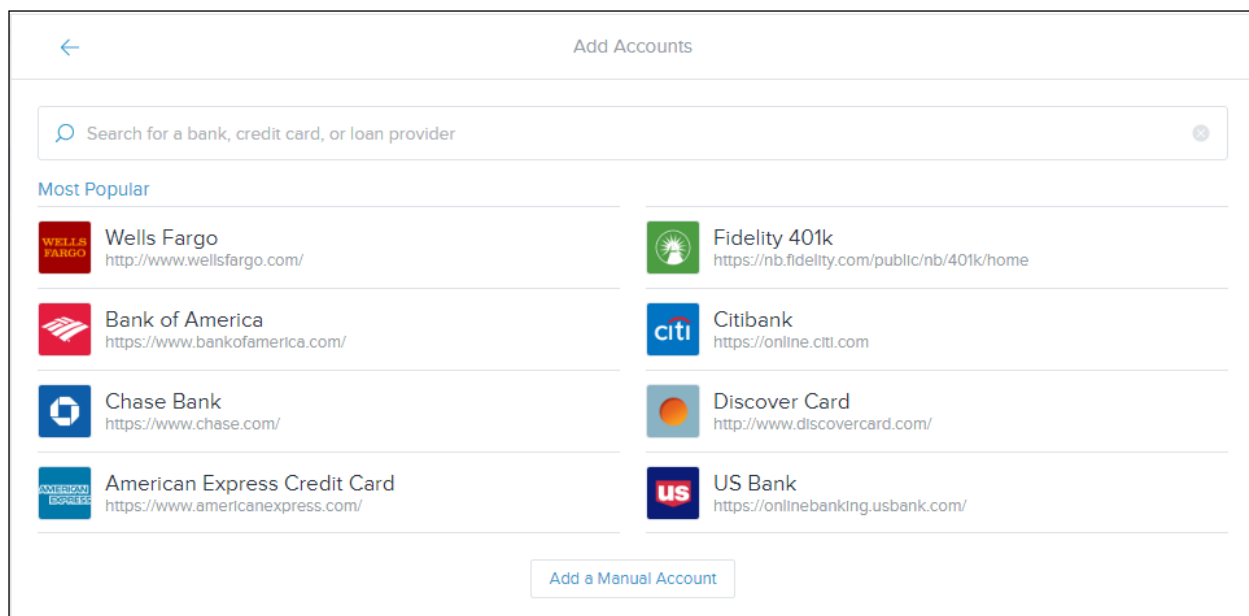 Add Accounts
Search for a bank, credit card, or loan provider
Most Popular
WELLS
FARGO
Wells Fargo
http://www.wellsfargo.com/
Fidelity 401k
https://nb.fidelity.com/public/nb/401k/home
Bank of America
https://www.bankofamerica.com/
citi
Citibank
https://online.citi.com
Chase Bank
https://www.chase.com/
Discover Card
http://www.discovercard.com/
AMERICAN
EXPRESS
American Express Credit Card
https://www.americanexpress.com/
us
US Bank
https://onlinebanking.usbank.com/
Add a Manual Account